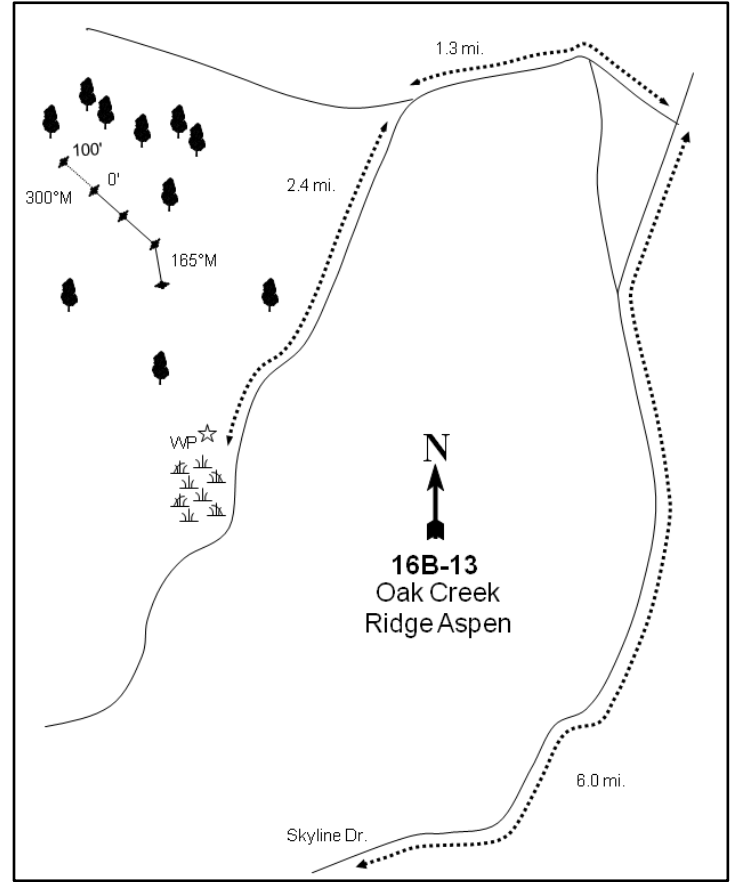 1.3 mi.
100'
0'
2.4 mi.
300°M
165°M
WP
N
16B-13
Oak Creek
Ridge Aspen
6.0 mi.
Skyline Dr.